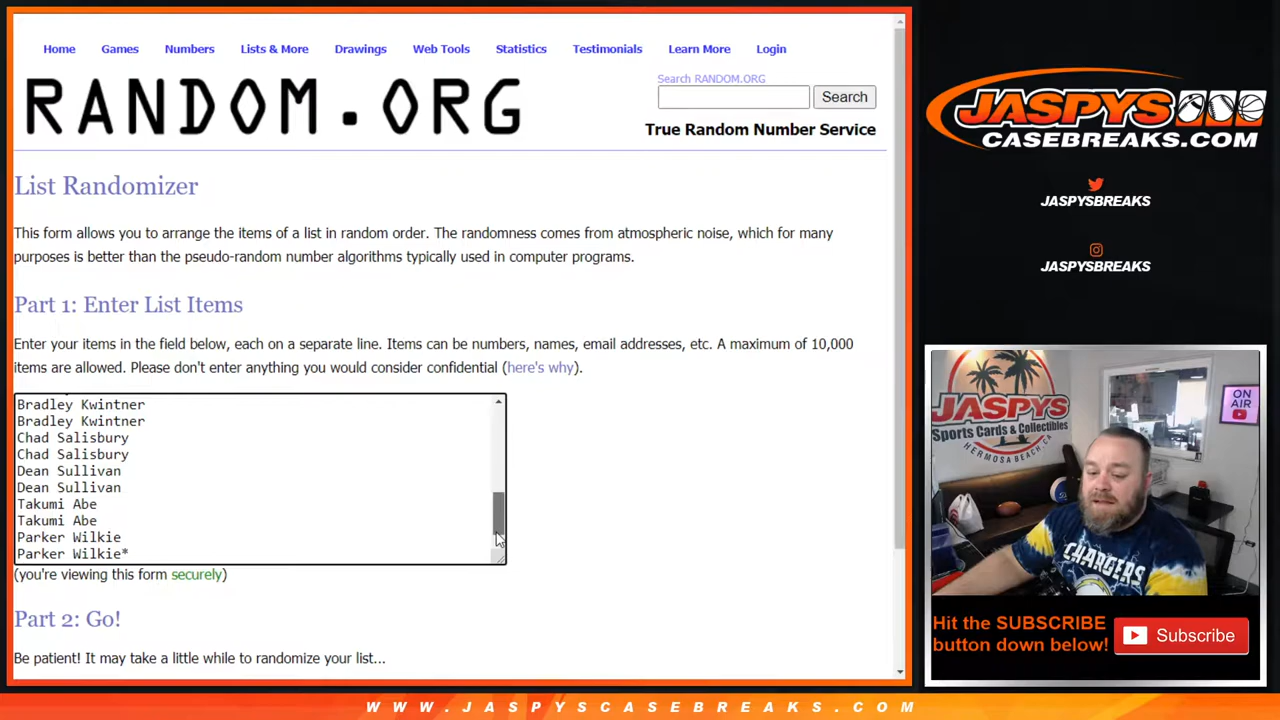 Home Games Numbers Lists & More Drawings Web Tools Statistics Testimonials Learn More Login
RANDOM.ORG
Search RANDOM.ORG
Search
True Random Number Service
List Randomizer
This form allows you to arrange the items of a list in random order. The randomness comes from atmospheric noise, which for many
purposes is better than the pseudo-random number algorithms typically used in computer programs.
Part 1: Enter List Items
Enter your items in the field below, each on a separate line. Items can be numbers, names, email addresses, etc. A maximum of 10,000
items are allowed. Please don't enter anything you would consider confidential (here's why).
Bradley Kwintner
Bradley Kwintner
Chad Salisbury
Chad Salisbury
Dean Sullivan
Dean Sullivan
Takumi Abe
Takumi Abe
Parker Wilkie
Parker Wilkie*
(you're viewing this form securely)
Part 2: Go!
Be patient! It may take a little while to randomize your list...
JASPYS
CASEBREAKS.COM
JASPYSBREAKS
JASPYSBREAKS
JASPYS
Sports Cards & Collectibles
HERMOSA BEACH, CA
ON
AIR
CHARGERS
Hit the SUBSCRIBE
button down below!
Subscribe
WWW.JASPYSCASEBREAKS.COM